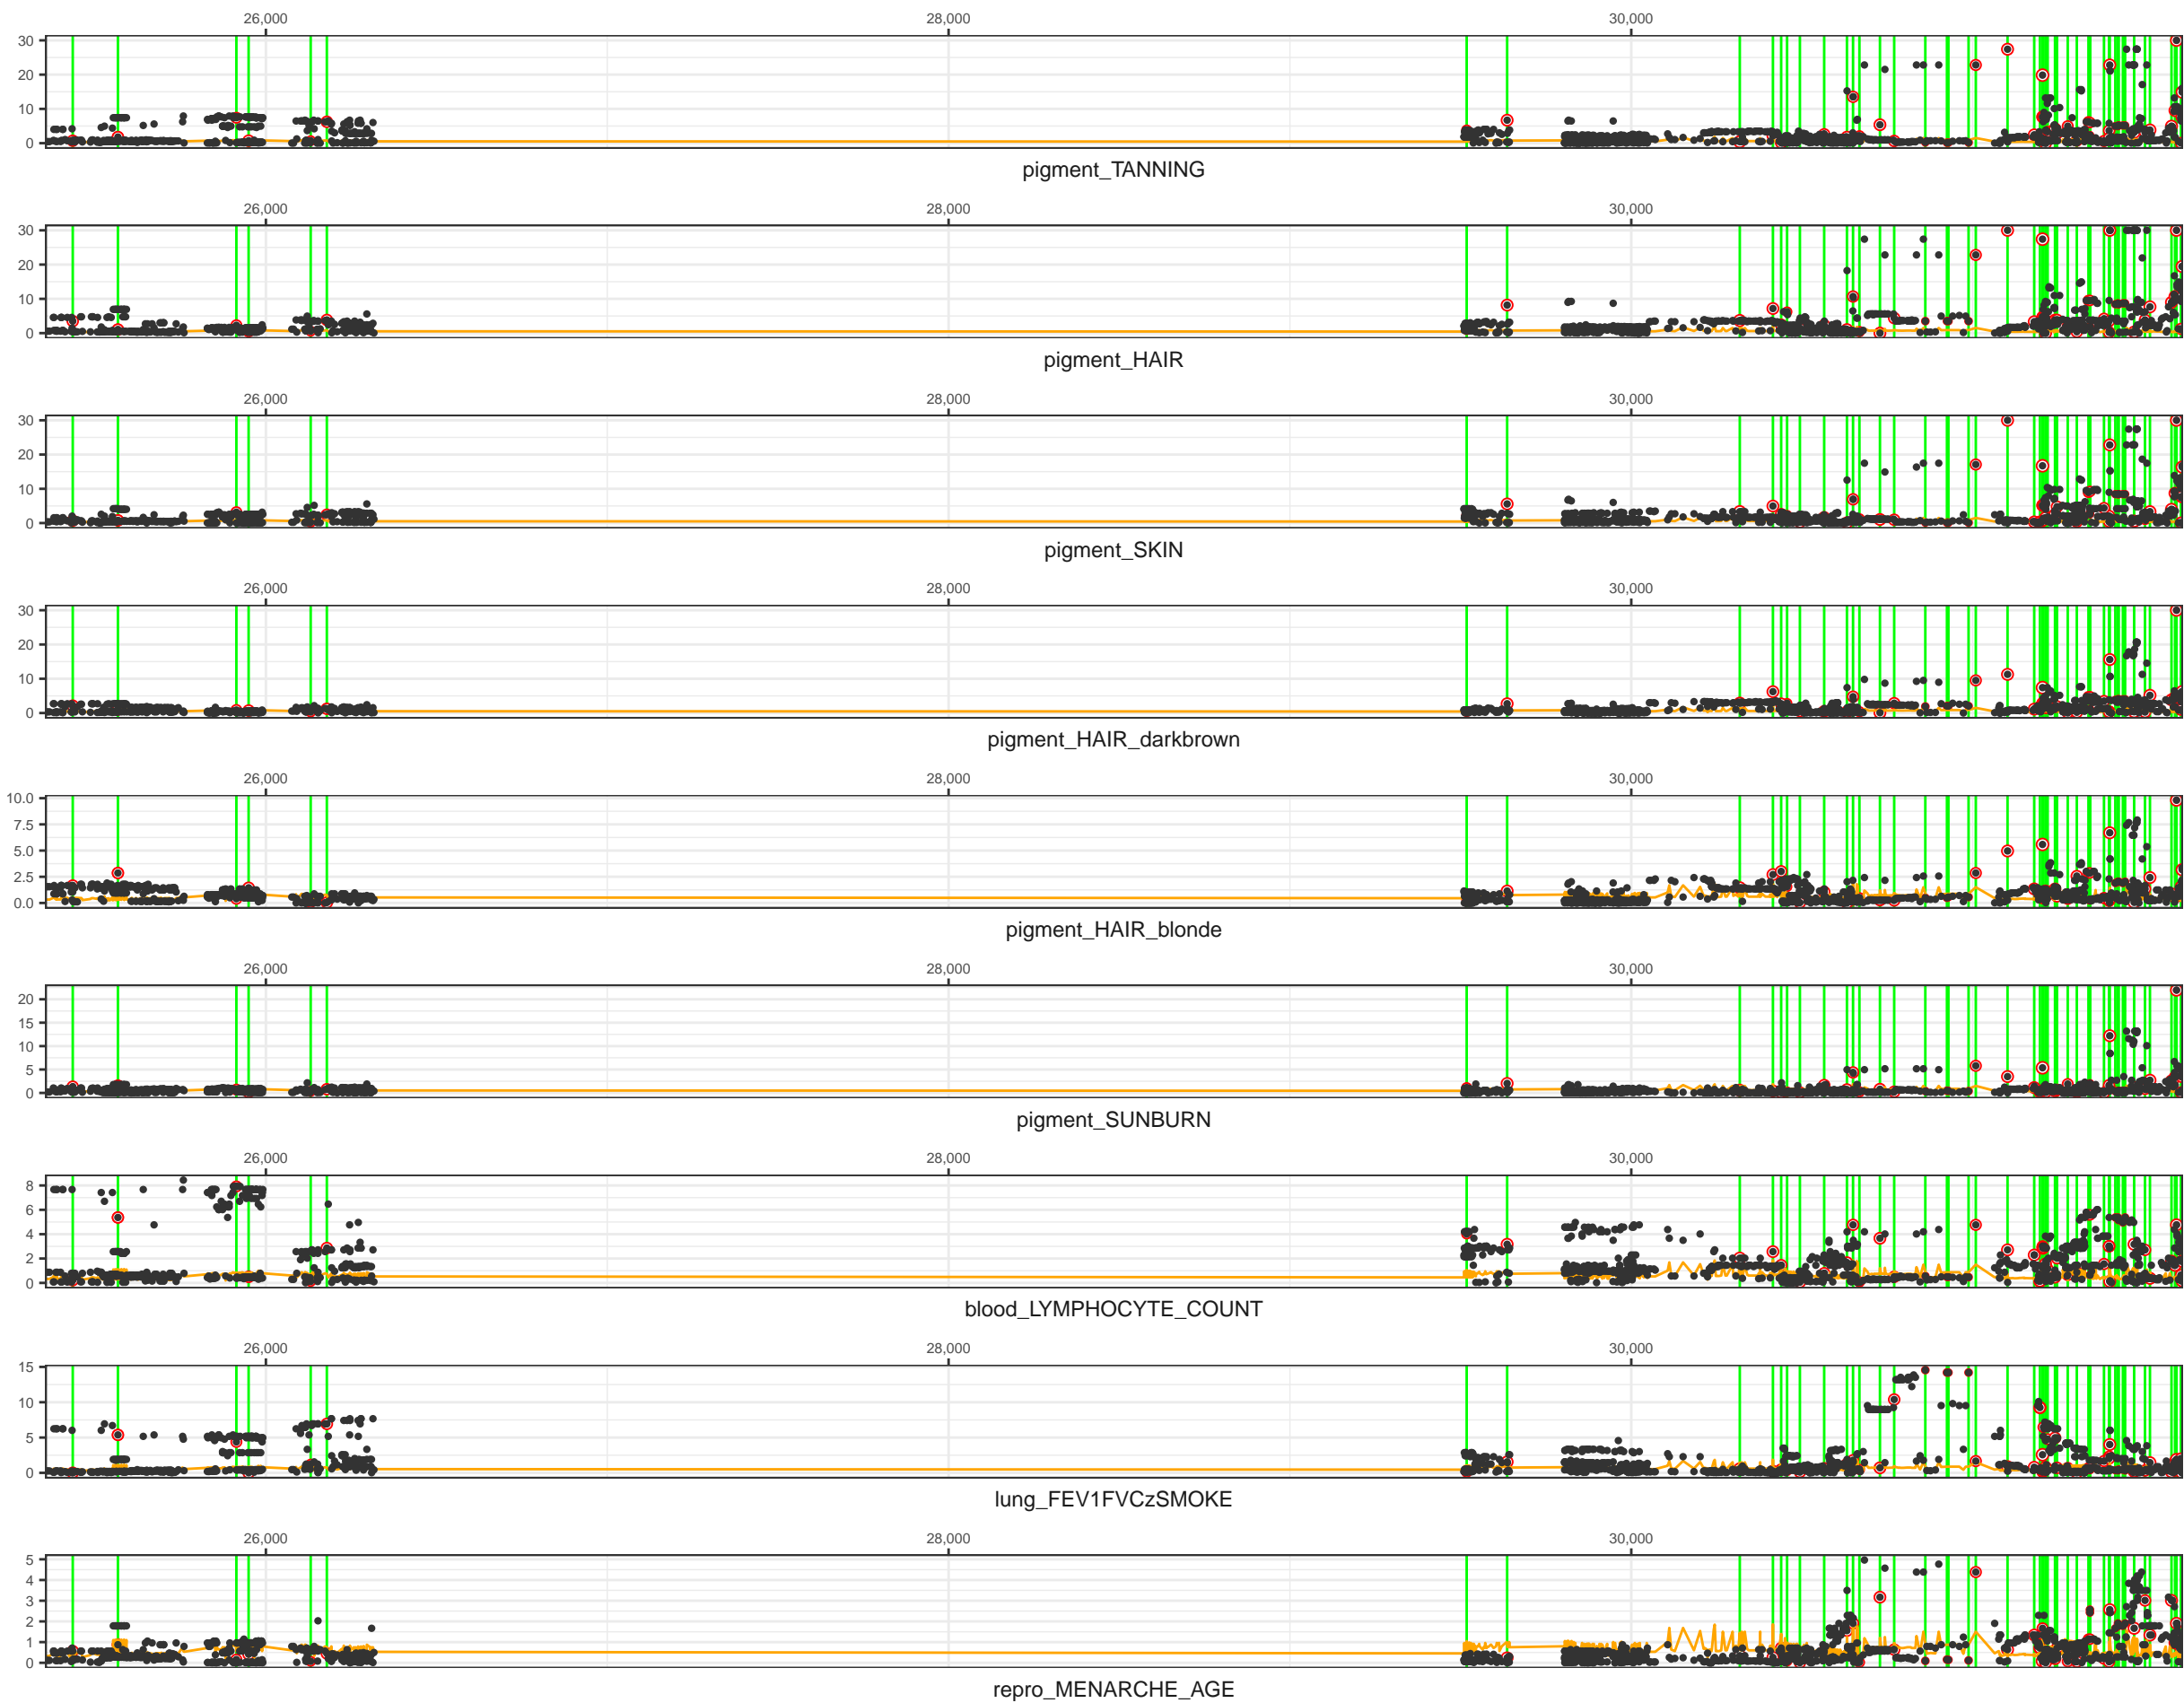 26,000 28,000 30,000
30
20
10
0
pigment_TANNING
26,000 28,000 30,000
30
20
10
0
pigment_HAIR
26,000 28,000 30,000
30
20
10
0
pigment_SKIN
26,000 28,000 30,000
30
20
10
0
pigment_HAIR_darkbrown
26,000 28,000 30,000
10.0
7.5
5.0
2.5
0.0
pigment_HAIR_blonde
26,000 28,000 30,000
20
15
10
5
0
pigment_SUNBURN
26,000 28,000 30,000
8
6
4
2
0
blood_LYMPHOCYTE_COUNT
26,000 28,000 30,000
15
10
5
0
lung_FEV1FVCzSMOKE
26,000 28,000 30,000
5
4
3
2
1
0
repro_MENARCHE_AGE